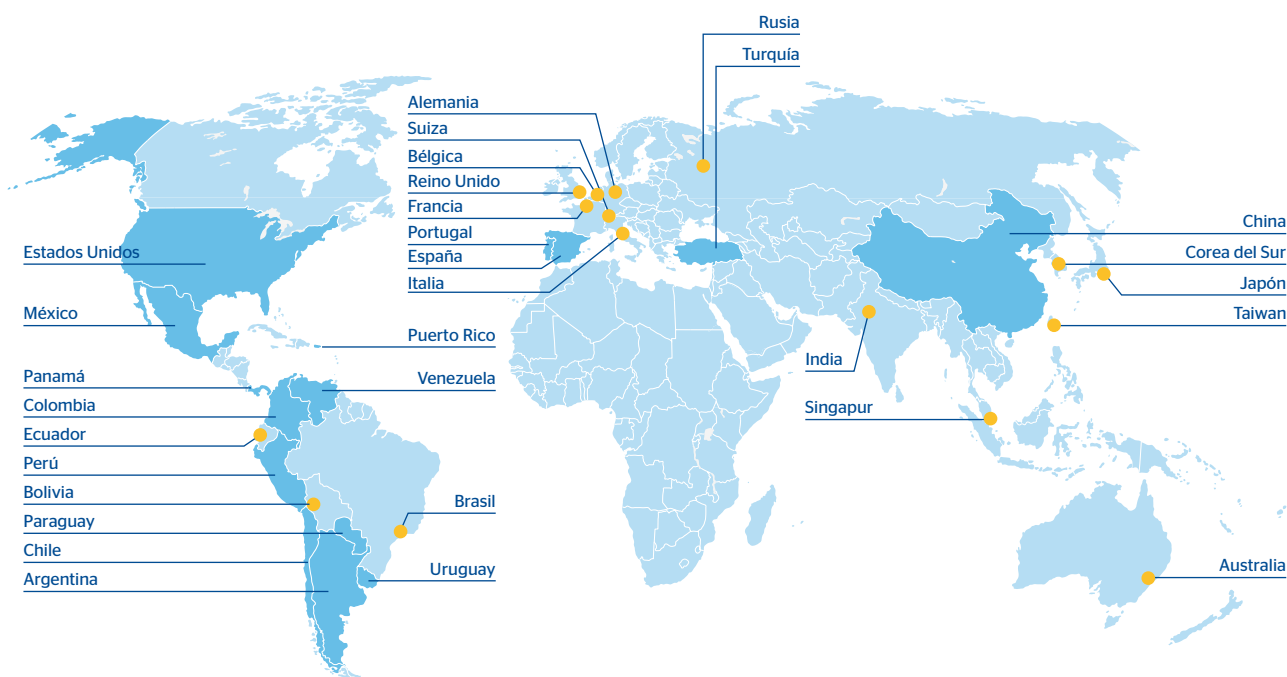 Rusia
Turquía
Alemania
Suiza
Bélgica
Reino Unido
Francia
Portugal
España
Italia
Estados Unidos
México
Puerto Rico
Panamá
Venezuela
Colombia
Ecuador
Perú
Bolivia
Brasil
Paraguay
Chile
Uruguay
Argentina
China
Corea del Sur
Japón
Taiwan
India
Singapur
Australia